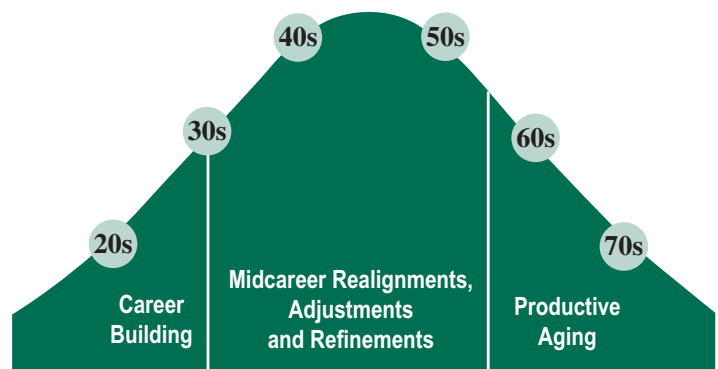 40s
50s
30s
60s
20s
70s
Career
Building
Midcareer Realignments,
Adjustments
and Refinements
Productive
Aging